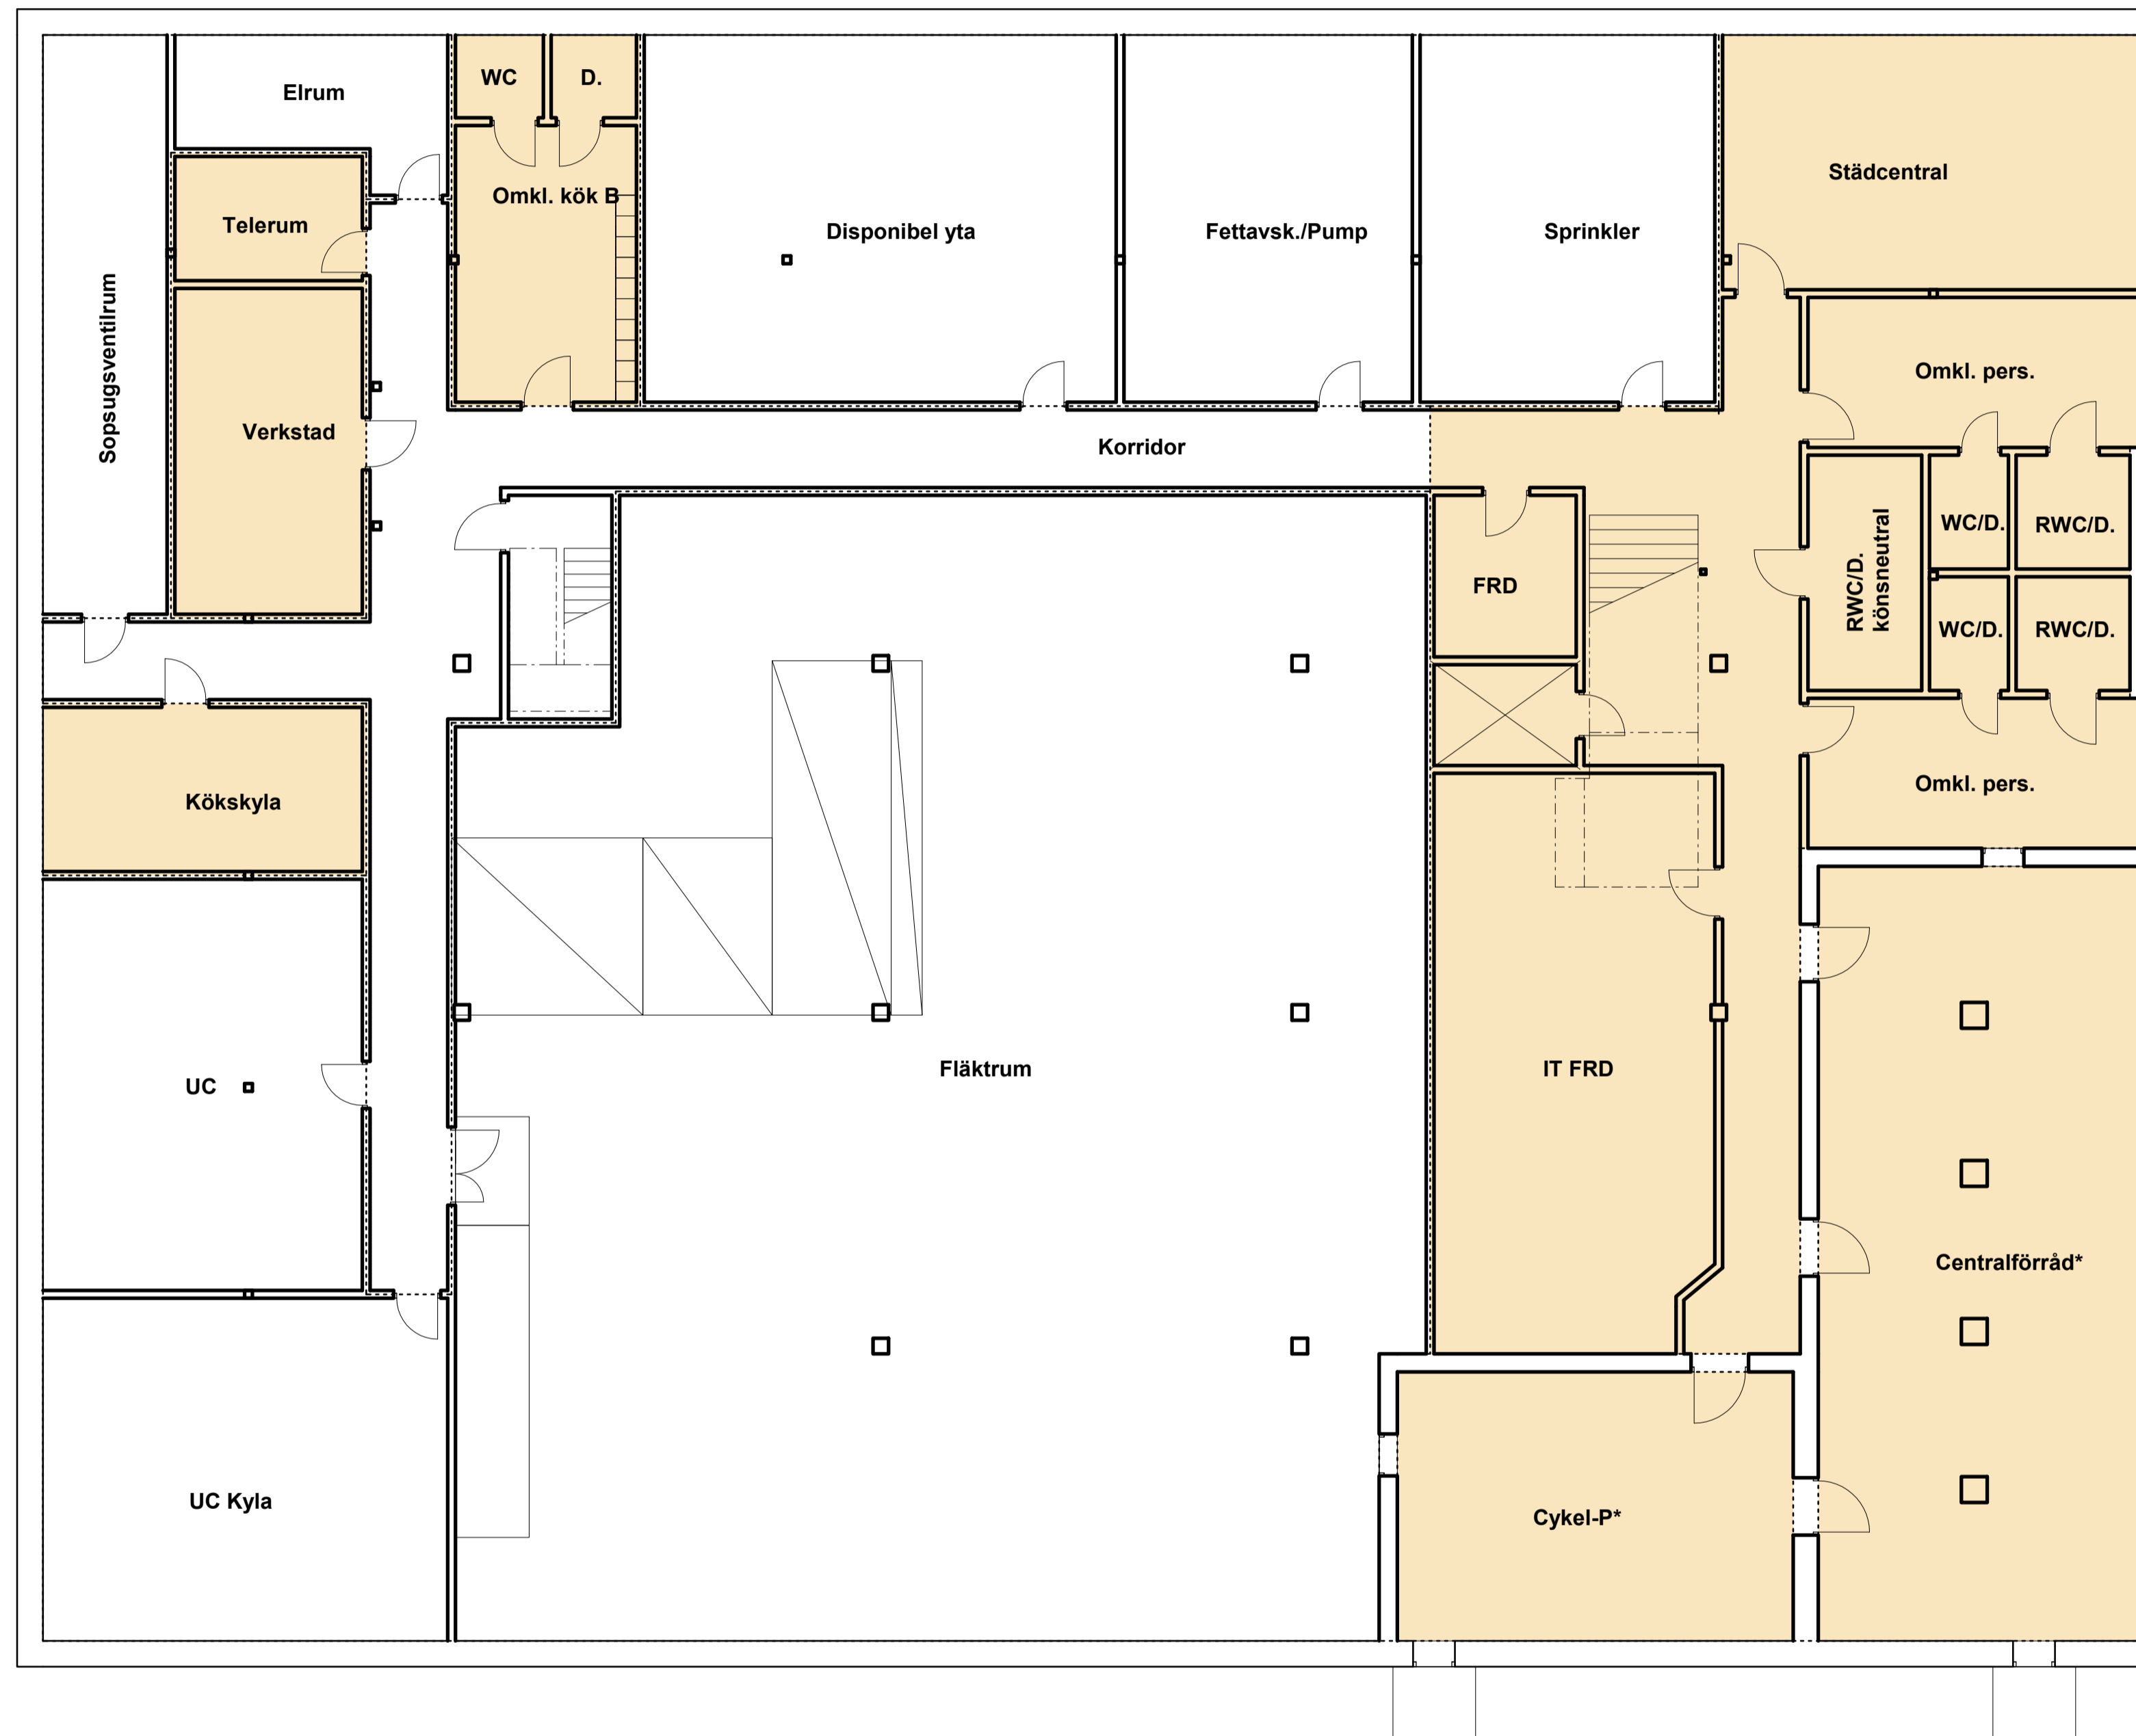 WC
D.
Elrum
Omkl. kök B
Telerum
Disponibel yta
Fettavsk./Pump
Sprinkler
Städcentral
Sopsugsventilrum
Verkstad
Korridor
Omkl. pers.
FRD
RWC/D.
könsneutral
WC/D.
RWC/D.
WC/D.
RWC/D.
Kökskyla
Omkl. pers.
UC
Fläktrum
IT FRD
Centralförråd*
UC Kyla
Cykel-P*